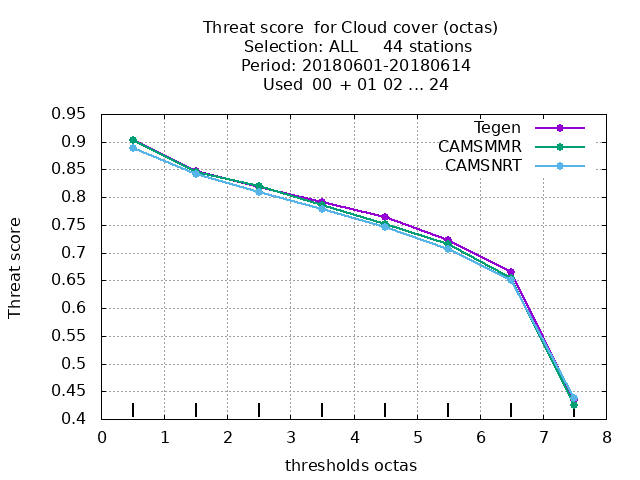 Threat score for Cloud cover (octas)
Selection: ALL 44 stations
Period: 20180601-20180614
Used 00 + 01 02 ... 24
Tegen
CAMSMMR
CAMSNRT
Threat score
0.95
0.9
0.85
0.8
0.75
0.7
0.65
0.6
0.55
0.5
0.45
0.4
0 1 2 3 4 5 6 7 8
thresholds octas